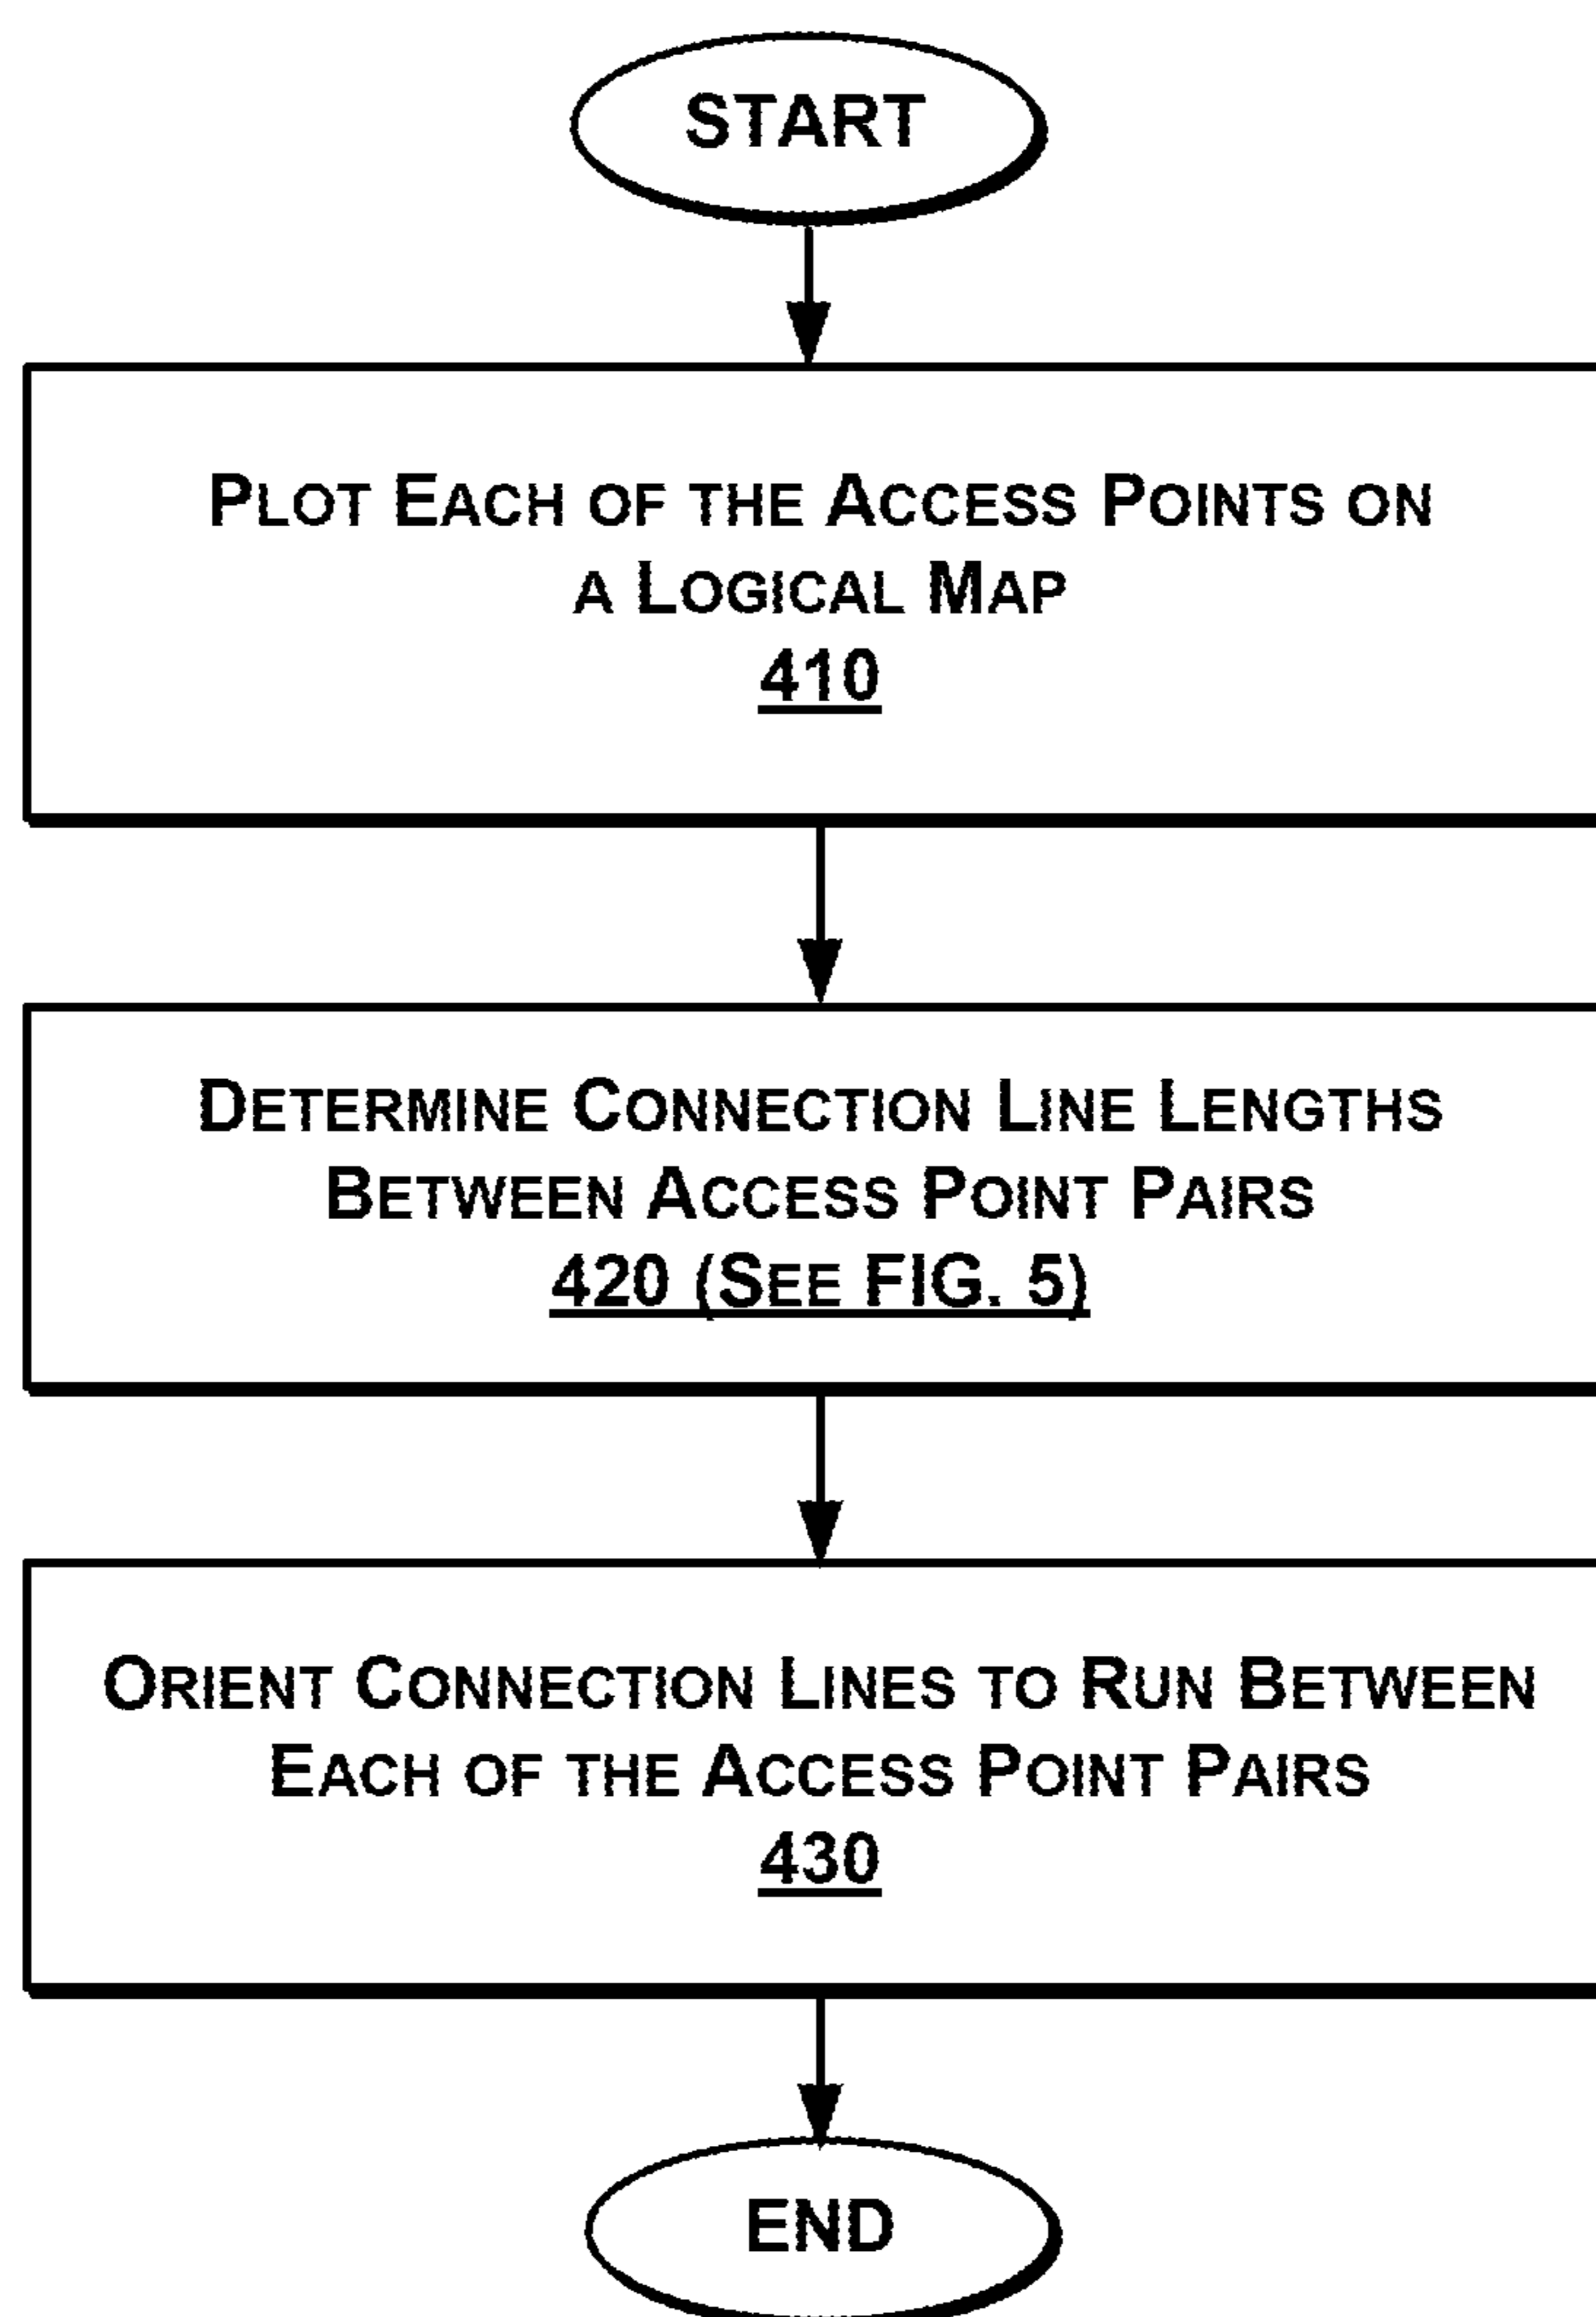 START
PLOT EACH OF THE ACCESS POINTS ON
A LOGICAL MAP
410
DETERMINE CONNECTION LINE LENGTHS
BETWEEN ACCESS POINT PAIRS
420 (SEE FIG. 5)
ORIENT CONNECTION LINES TO RUN BETWEEN
EACH OF THE ACCESS POINT PAIRS
430
END